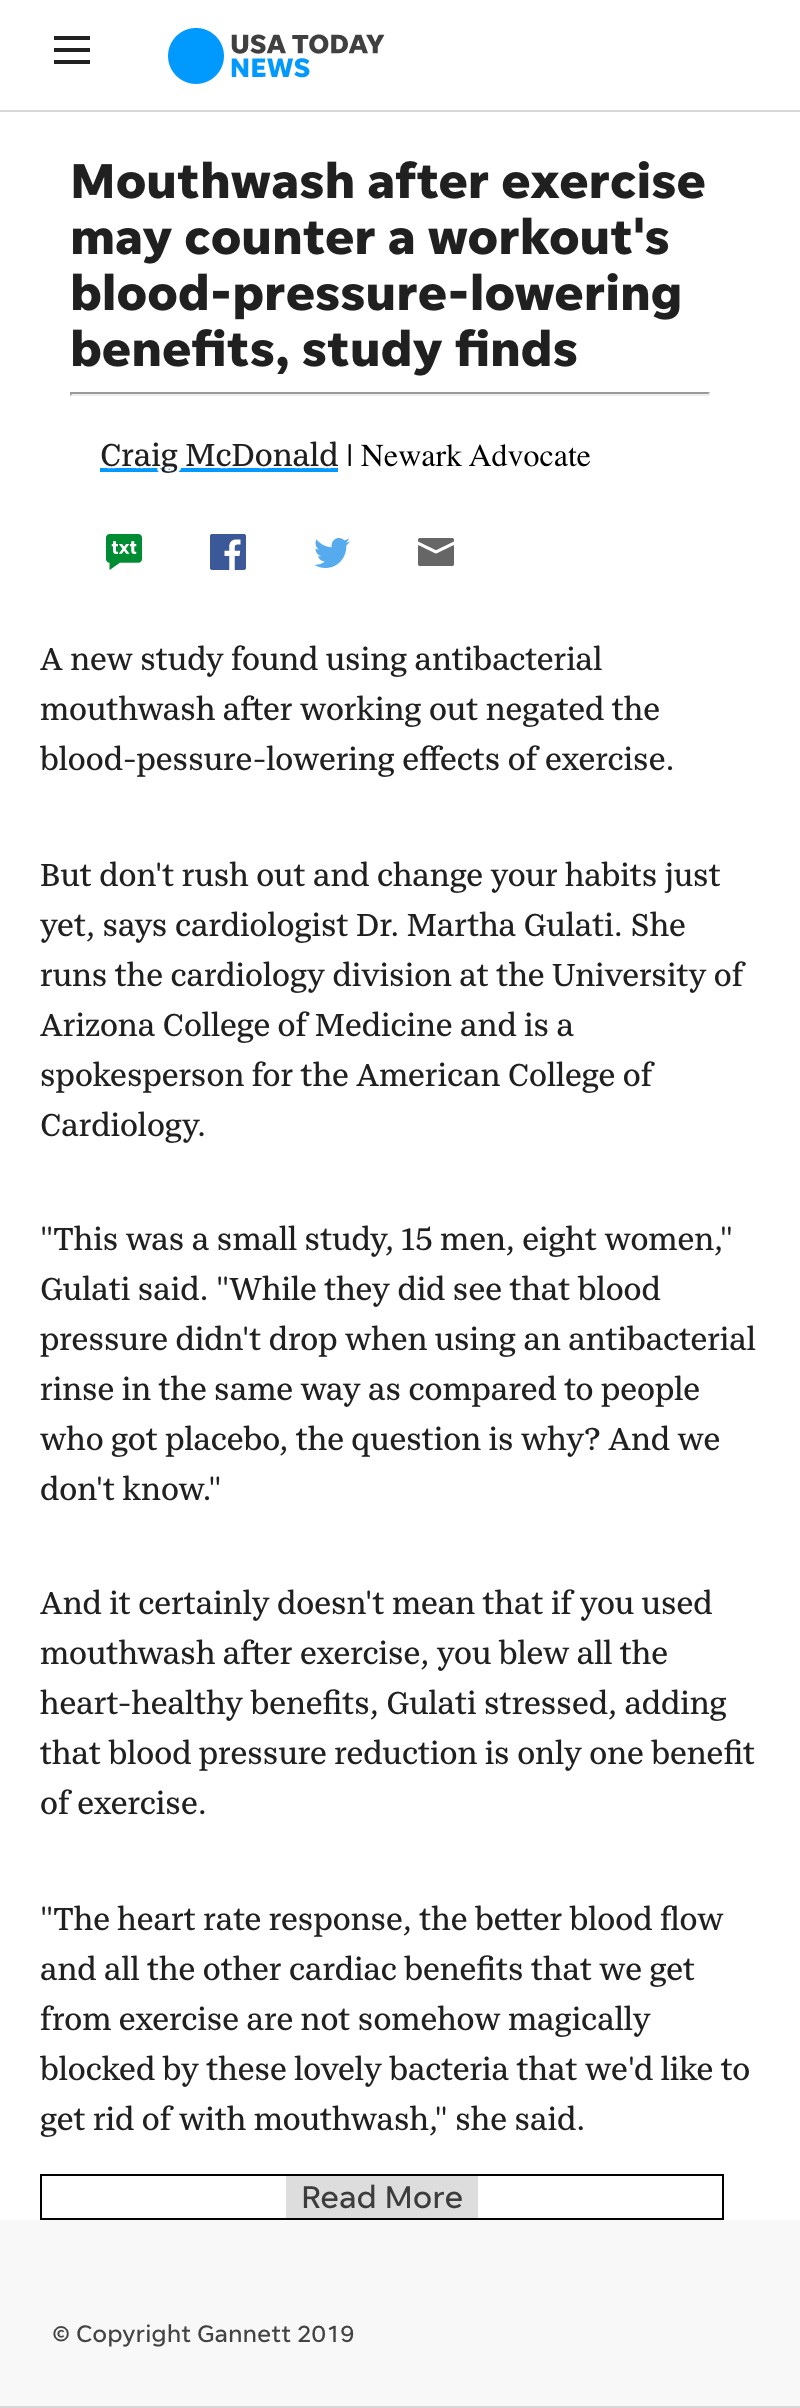 USA TODAY
NEWS
Mouthwash after exercise
may counter a workout's
blood-pressure-lowering
benefits, study finds
Craig McDonald | Newark Advocate
txt
A new study found using antibacterial
mouthwash after working out negated the
blood-pessure-lowering effects of exercise.
But don't rush out and change your habits just
yet, says cardiologist Dr. Martha Gulati. She
runs the cardiology division at the University of
Arizona College of Medicine and is a
spokesperson for the American College of
Cardiology.
"This was a small study, 15 men, eight women,"
Gulati said. "While they did see that blood
pressure didn't drop when using an antibacterial
rinse in the same way as compared to people
who got placebo, the question is why? And we
don't know."
And it certainly doesn't mean that if you used
mouthwash after exercise, you blew all the
heart-healthy benefits, Gulati stressed, adding
that blood pressure reduction is only one benefit
of exercise.
"The heart rate response, the better blood flow
and all the other cardiac benefits that we get
from exercise are not somehow magically
blocked by these lovely bacteria that we'd like to
get rid of with mouthwash," she said.
Read More
© Copyright Gannett 2019